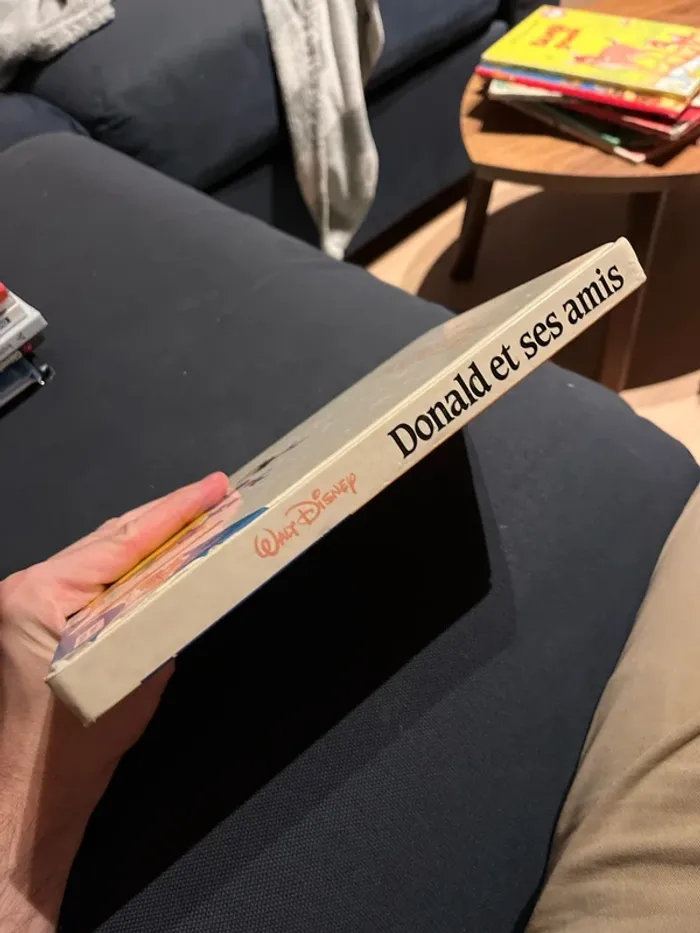 Walt Disney
Donald et ses amis